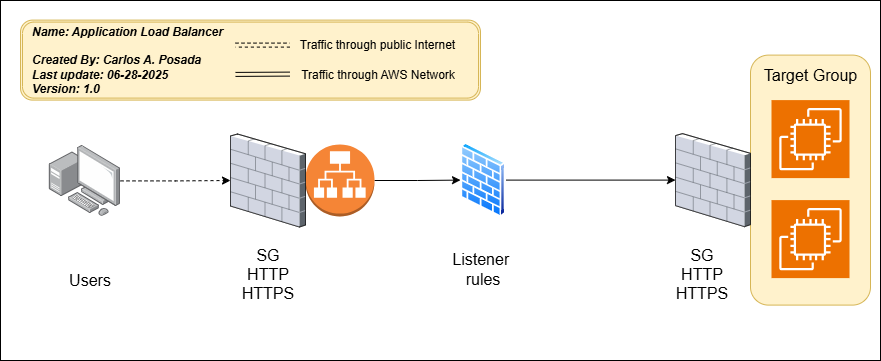 Name: Application Load Balancer
Created By: Carlos A. Posada
Last update: 06-28-2025
Version: 1.0
Traffic through public Internet
Traffic through AWS Network
Target Group
Users
SG
HTTP
HTTPS
Listener
rules
SG
HTTP
HTTPS